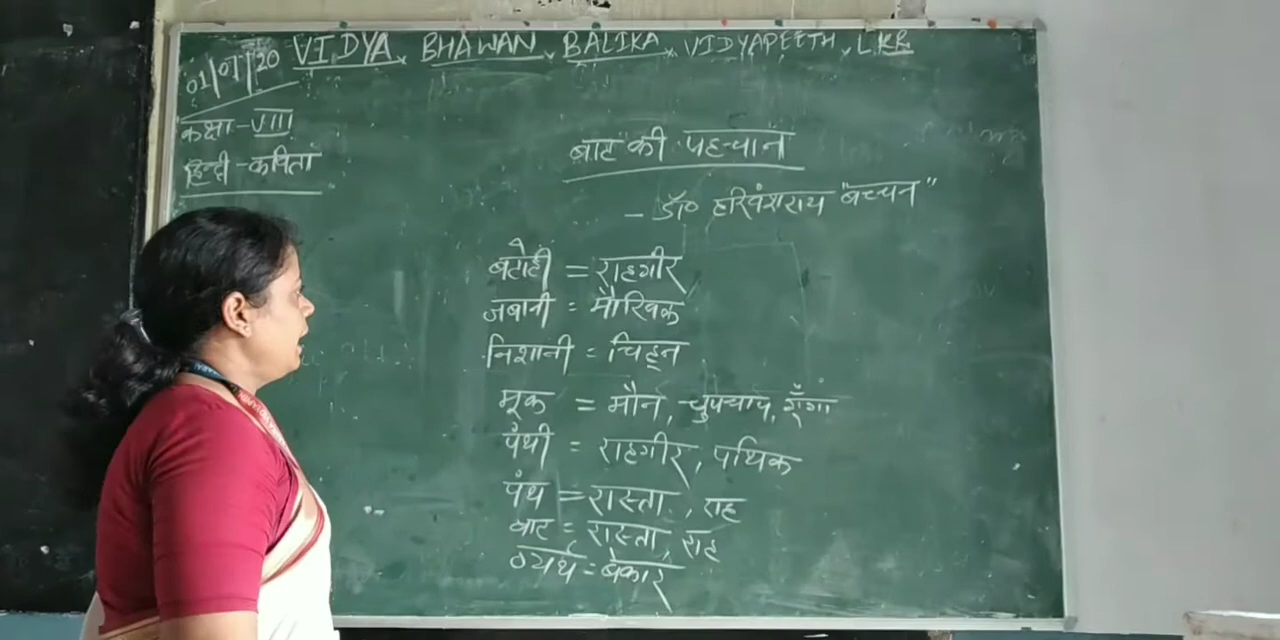 VIDYA BHAWAN BALIKA VIDYAPEETH, LKR
01/07/20
कक्षा - VIII
हिन्दी - कविता
बाट की पहचान
- डॉ० हरिवंशराय "बच्चन"
बटोही = राहगीर
जबानी = मौखिक
निशानी = चिह्न
मूक = मौन, चुपचाप, गूँगा
पंथी = राहगीर, पथिक
पंथ = रास्ता, राह
बाट = रास्ता, राह
व्यर्थ = बेकार